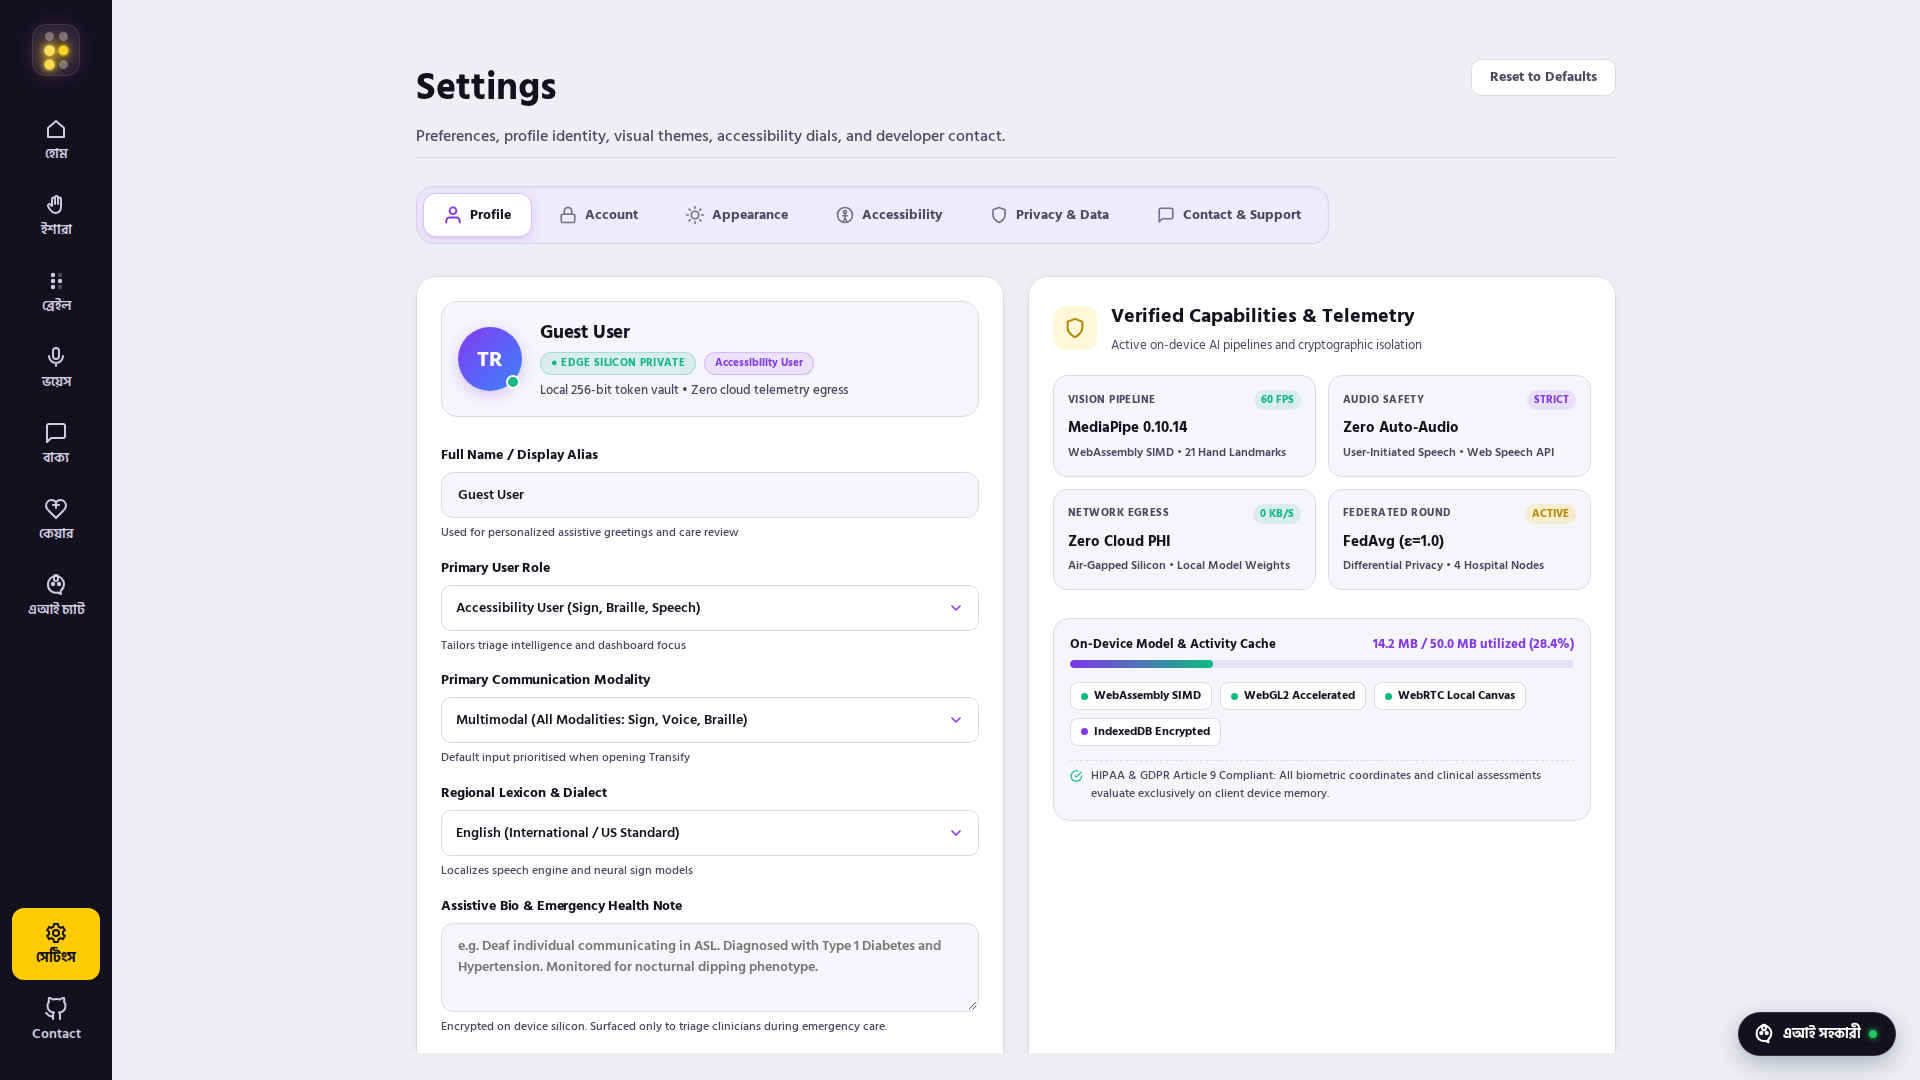 হোম
ইশারা
ব্রেইল
ভয়েস
বাক্য
কেয়ার
এআই চ্যাট
সেটিংস
Contact
Settings
Reset to Defaults
Preferences, profile identity, visual themes, accessibility dials, and developer contact.
Profile
Account
Appearance
Accessibility
Privacy & Data
Contact & Support
TR
Guest User
• EDGE SILICON PRIVATE
Accessibility User
Local 256-bit token vault • Zero cloud telemetry egress
Full Name / Display Alias
Guest User
Used for personalized assistive greetings and care review
Primary User Role
Accessibility User (Sign, Braille, Speech)
Tailors triage intelligence and dashboard focus
Primary Communication Modality
Multimodal (All Modalities: Sign, Voice, Braille)
Default input prioritised when opening Transify
Regional Lexicon & Dialect
English (International / US Standard)
Localizes speech engine and neural sign models
Assistive Bio & Emergency Health Note
e.g. Deaf individual communicating in ASL. Diagnosed with Type 1 Diabetes and
Hypertension. Monitored for nocturnal dipping phenotype.
Encrypted on device silicon. Surfaced only to triage clinicians during emergency care.
Verified Capabilities & Telemetry
Active on-device AI pipelines and cryptographic isolation
VISION PIPELINE
60 FPS
MediaPipe 0.10.14
WebAssembly SIMD • 21 Hand Landmarks
AUDIO SAFETY
STRICT
Zero Auto-Audio
User-Initiated Speech • Web Speech API
NETWORK EGRESS
0 KB/S
Zero Cloud PHI
Air-Gapped Silicon • Local Model Weights
FEDERATED ROUND
ACTIVE
FedAvg (ε=1.0)
Differential Privacy • 4 Hospital Nodes
On-Device Model & Activity Cache
14.2 MB / 50.0 MB utilized (28.4%)
WebAssembly SIMD
WebGL2 Accelerated
WebRTC Local Canvas
IndexedDB Encrypted
HIPAA & GDPR Article 9 Compliant: All biometric coordinates and clinical assessments
evaluate exclusively on client device memory.
এআই সহকারী